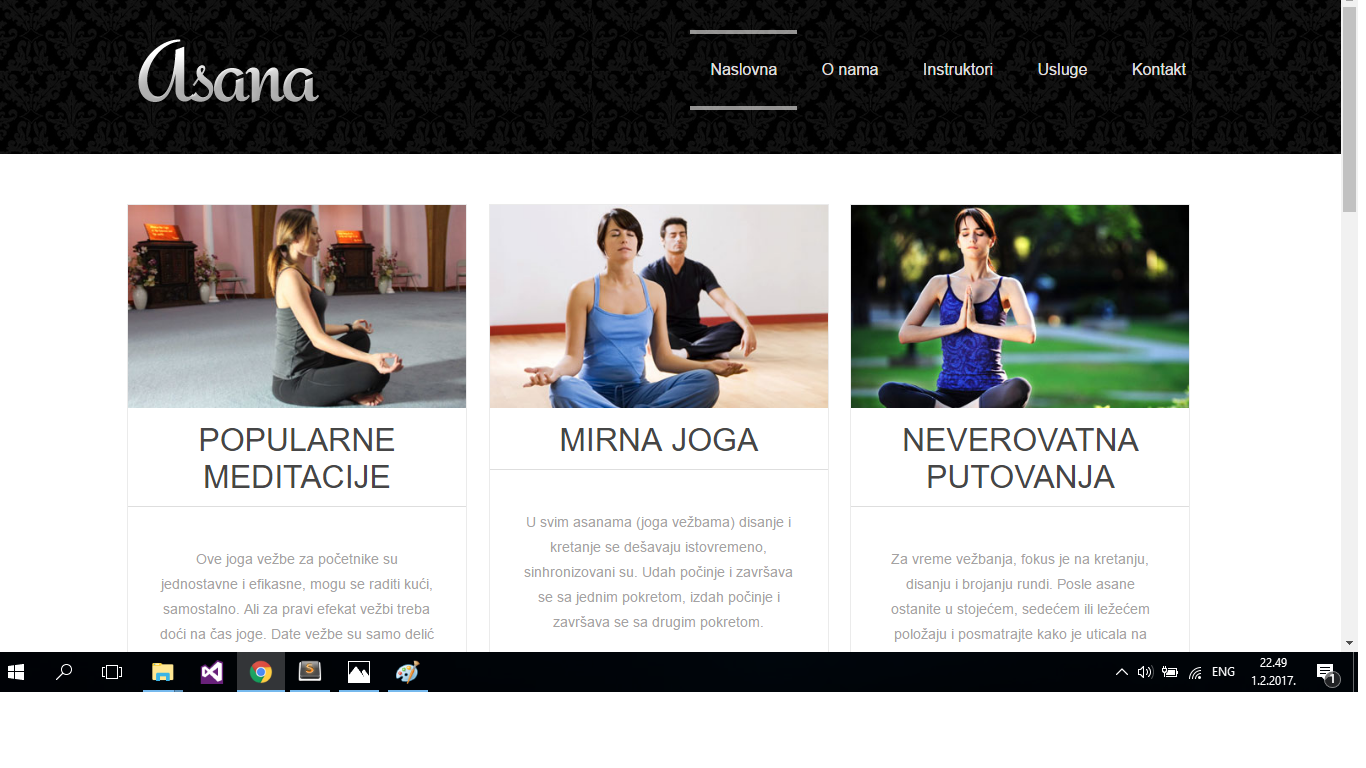 Asana
Naslovna O nama Instruktori Usluge Kontakt
POPULARNE
MEDITACIJE
Ove joga vežbe za početnike su
jednostavne i efikasne, mogu se raditi kući,
samostalno. Ali za pravi efekat vežbi treba
doći na čas joge. Date vežbe su samo delić
MIRNA JOGA
U svim asanama (joga vežbama) disanje i
kretanje se dešavaju istovremeno,
sinhronizovani su. Udah počinje i završava
se sa jednim pokretom, izdah počinje i
završava se sa drugim pokretom.
NEVEROVATNA
PUTOVANJA
Za vreme vežbanja, fokus je na kretanju,
disanju i brojanju rundi. Posle asane
ostanite u stojećem, sedećem ili ležećem
položaju i posmatrajte kako je uticala na
S
ENG
22.49
1.2.2017.
1